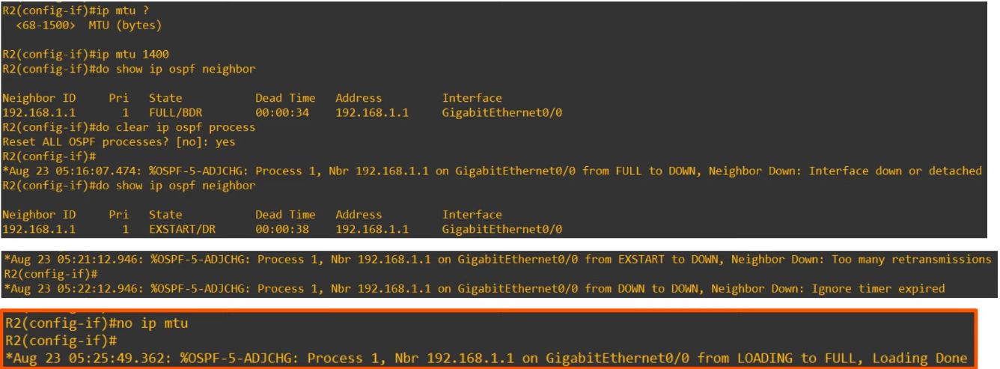 R2(config-if)#ip mtu ?
<68-1500> MTU (bytes)
R2(config-if)#ip mtu 1400
R2(config-if)#do show ip ospf neighbor
Neighbor ID Pri State Dead Time Address Interface
192.168.1.1 1 FULL/BDR 00:00:34 192.168.1.1 GigabitEthernet0/0
R2(config-if)#do clear ip ospf process
Reset ALL OSPF processes? [no]: yes
R2(config-if)#
*Aug 23 05:16:07.474: %OSPF-5-ADJCHG: Process 1, Nbr 192.168.1.1 on GigabitEthernet0/0 from FULL to DOWN, Neighbor Down: Interface down or detached
R2(config-if)#do show ip ospf neighbor
Neighbor ID Pri State Dead Time Address Interface
192.168.1.1 1 EXSTART/DR 00:00:38 192.168.1.1 GigabitEthernet0/0
*Aug 23 05:21:12.946: %OSPF-5-ADJCHG: Process 1, Nbr 192.168.1.1 on GigabitEthernet0/0 from EXSTART to DOWN, Neighbor Down: Too many retransmissions
R2(config-if)#
*Aug 23 05:22:12.946: %OSPF-5-ADJCHG: Process 1, Nbr 192.168.1.1 on GigabitEthernet0/0 from DOWN to DOWN, Neighbor Down: Ignore timer expired
R2(config-if)#no ip mtu
R2(config-if)#
*Aug 23 05:25:49.362: %OSPF-5-ADJCHG: Process 1, Nbr 192.168.1.1 on GigabitEthernet0/0 from LOADING to FULL, Loading Done